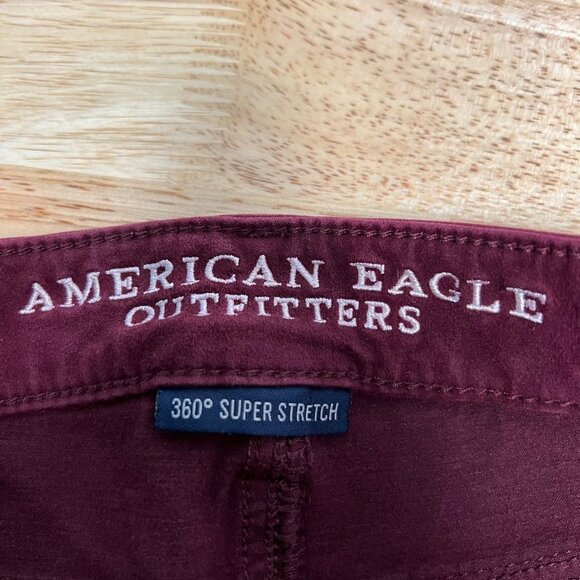 AMERICAN EAGLE
OUTFITTERS
360° SUPER STRETCH